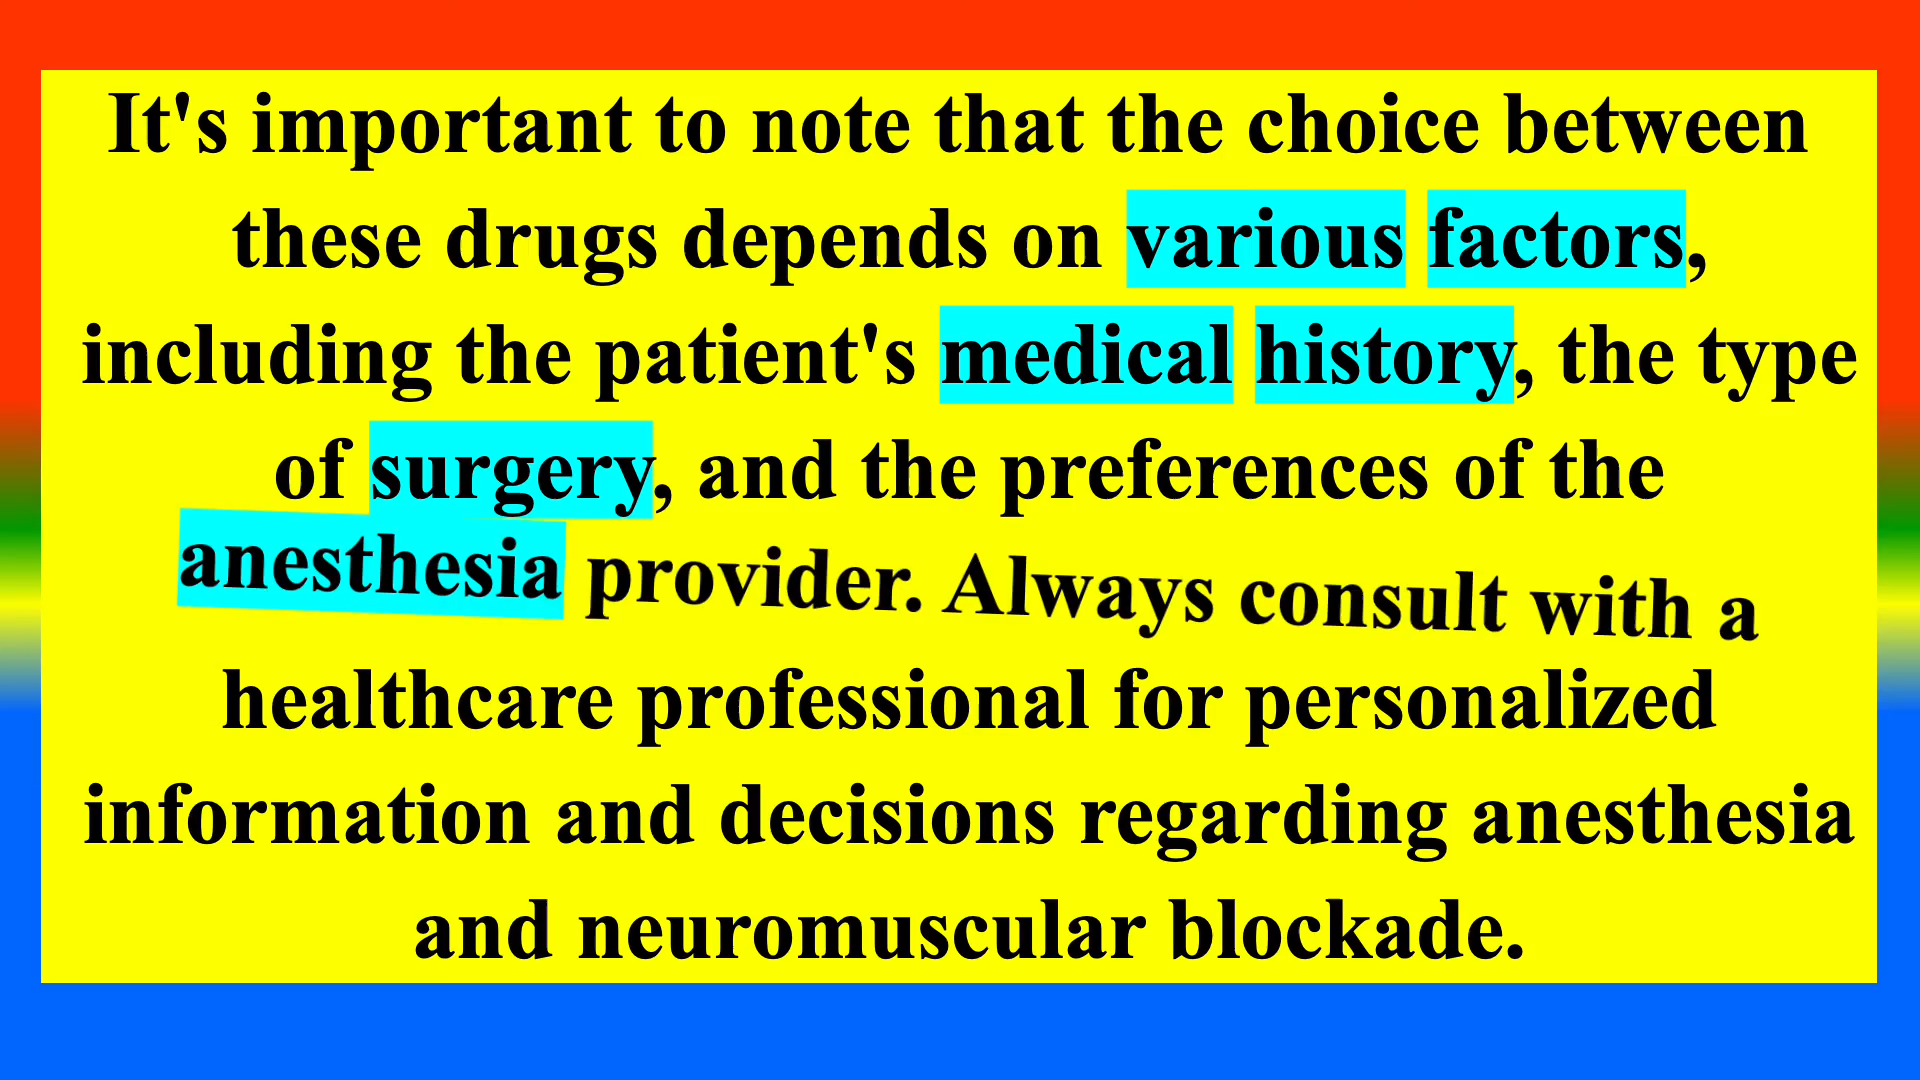 It's important to note that the choice between
these drugs depends on various factors,
including the patient's medical history, the type
of surgery, and the preferences of the
anesthesia provider. Always consult with a
healthcare professional for personalized
information and decisions regarding anesthesia
and neuromuscular blockade.